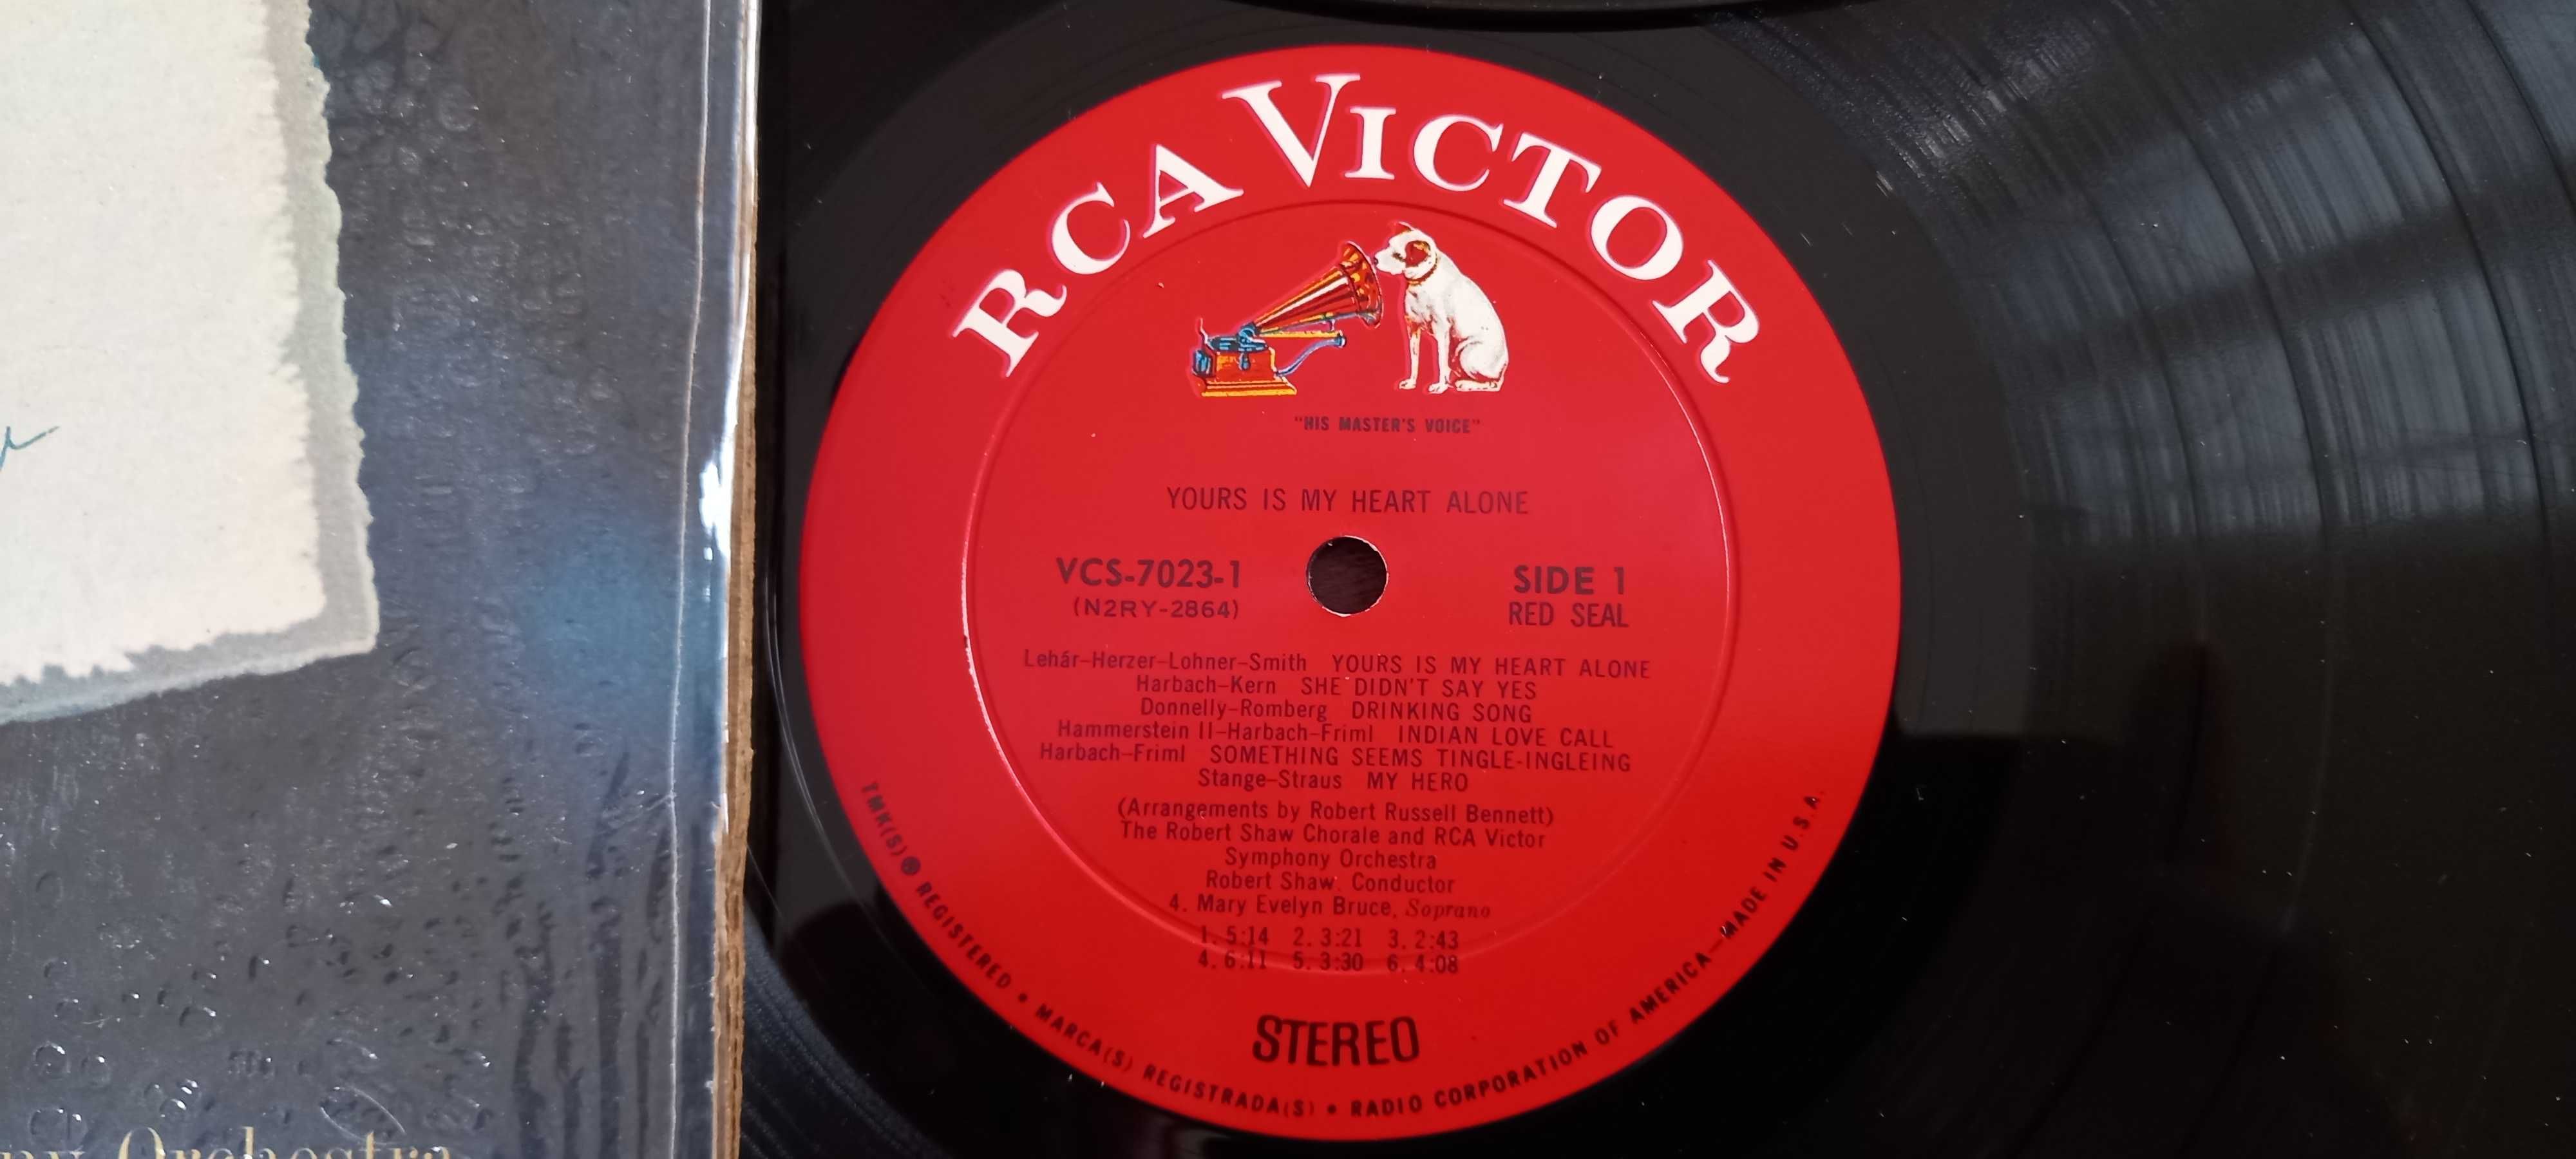 RCA VICTOR
"HIS MASTER'S VOICE"
YOURS IS MY HEART ALONE
VCS-7023-1
(N2RY-2864)
SIDE 1
RED SEAL
Lehár–Herzer–Lohner–Smith YOURS IS MY HEART ALONE
Harbach–Kern SHE DIDN'T SAY YES
Donnelly–Romberg DRINKING SONG
Hammerstein II–Harbach–Friml INDIAN LOVE CALL
Harbach–Friml SOMETHING SEEMS TINGLE-INGLEING
Stange–Straus MY HERO
(Arrangements by Robert Russell Bennett)
The Robert Shaw Chorale and RCA Victor
Symphony Orchestra
Robert Shaw, Conductor
4. Mary Evelyn Bruce, Soprano
1. 5:14 2. 3:21 3. 2:43
4. 6:11 5. 3:30 6. 4:08
STEREO
TMK(S) ® REGISTERED • MARCA(S) REGISTRADA(S) • RADIO CORPORATION OF AMERICA—MADE IN U.S.A.
Orchestra